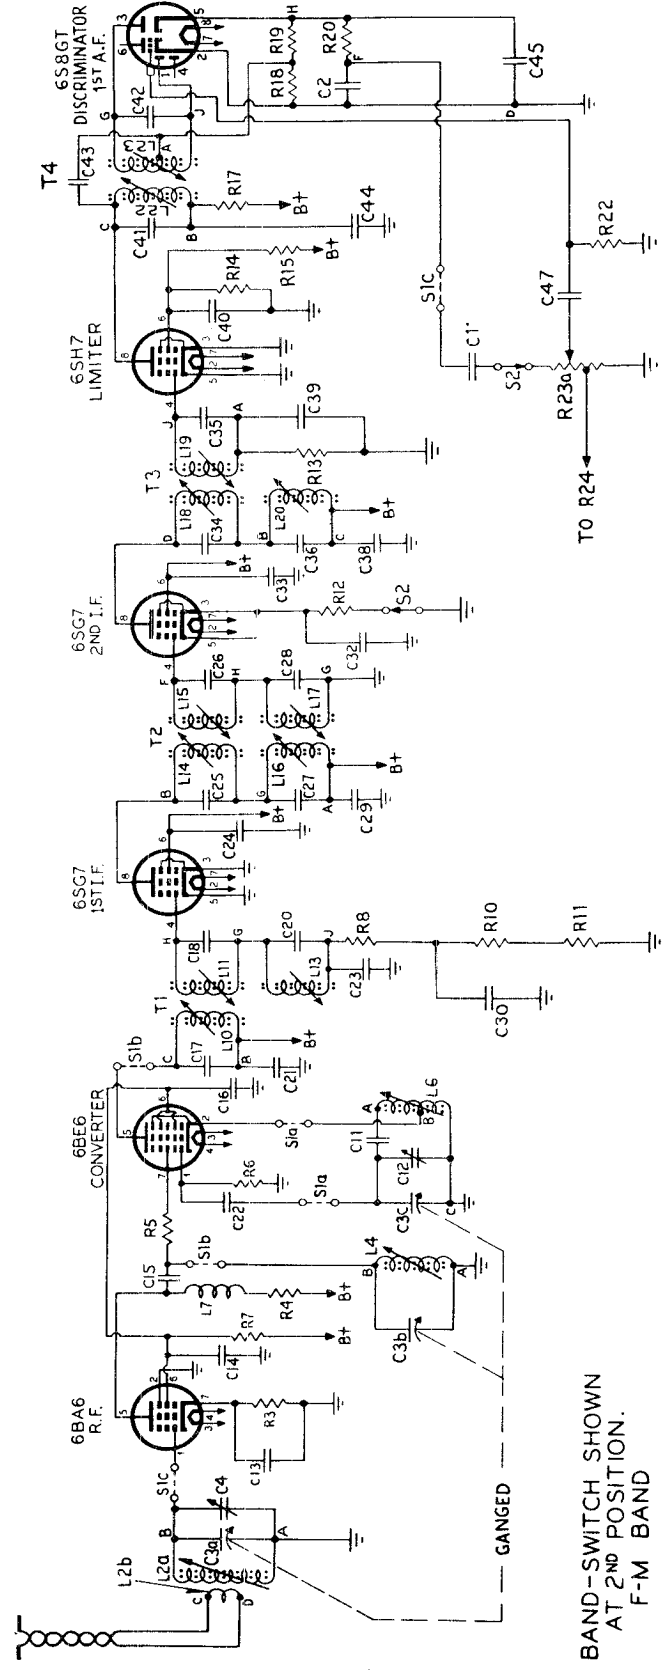 6BA6
R.F.
6BE6
CONVERTER
6SG7
1ST I.F.
6SG7
2ND I.F.
6SH7
LIMITER
6S8GT
DISCRIMINATOR
1ST A.F.
T1
T2
T3
T4
L2b
L2a
C3a
C4
S1C
C
D
B
A
C13
R3
C14
R7
B+
L7
R4
B+
C15
S1b
R5
C3b
L4
B
A
C22
R6
S1a
S1a
C3C
C12
C11
L6
A
B
C
C16
S1b
C17
L10
C
B
C21
B+
L11
C18
H
G
L13
C20
J
C23
R8
C30
R10
R11
C24
B+
B
C25
L14
L15
C26
F
H
G
L16
C27
A
C29
B+
L17
C28
G
C33
B+
C32
R12
S2
D
L18
C34
L19
J
C35
A
B
C36
L20
C
C38
B+
R13
C39
C40
R14
R15
B+
C
C41
L22
B
R17
B+
C44
C43
L23
A
G
J
C42
H
R19
R18
R20
F
C2
C45
D
S1C
C1
S2
R23a
C47
R22
TO R24
GANGED
BAND-SWITCH SHOWN
AT 2ND POSITION.
F-M BAND